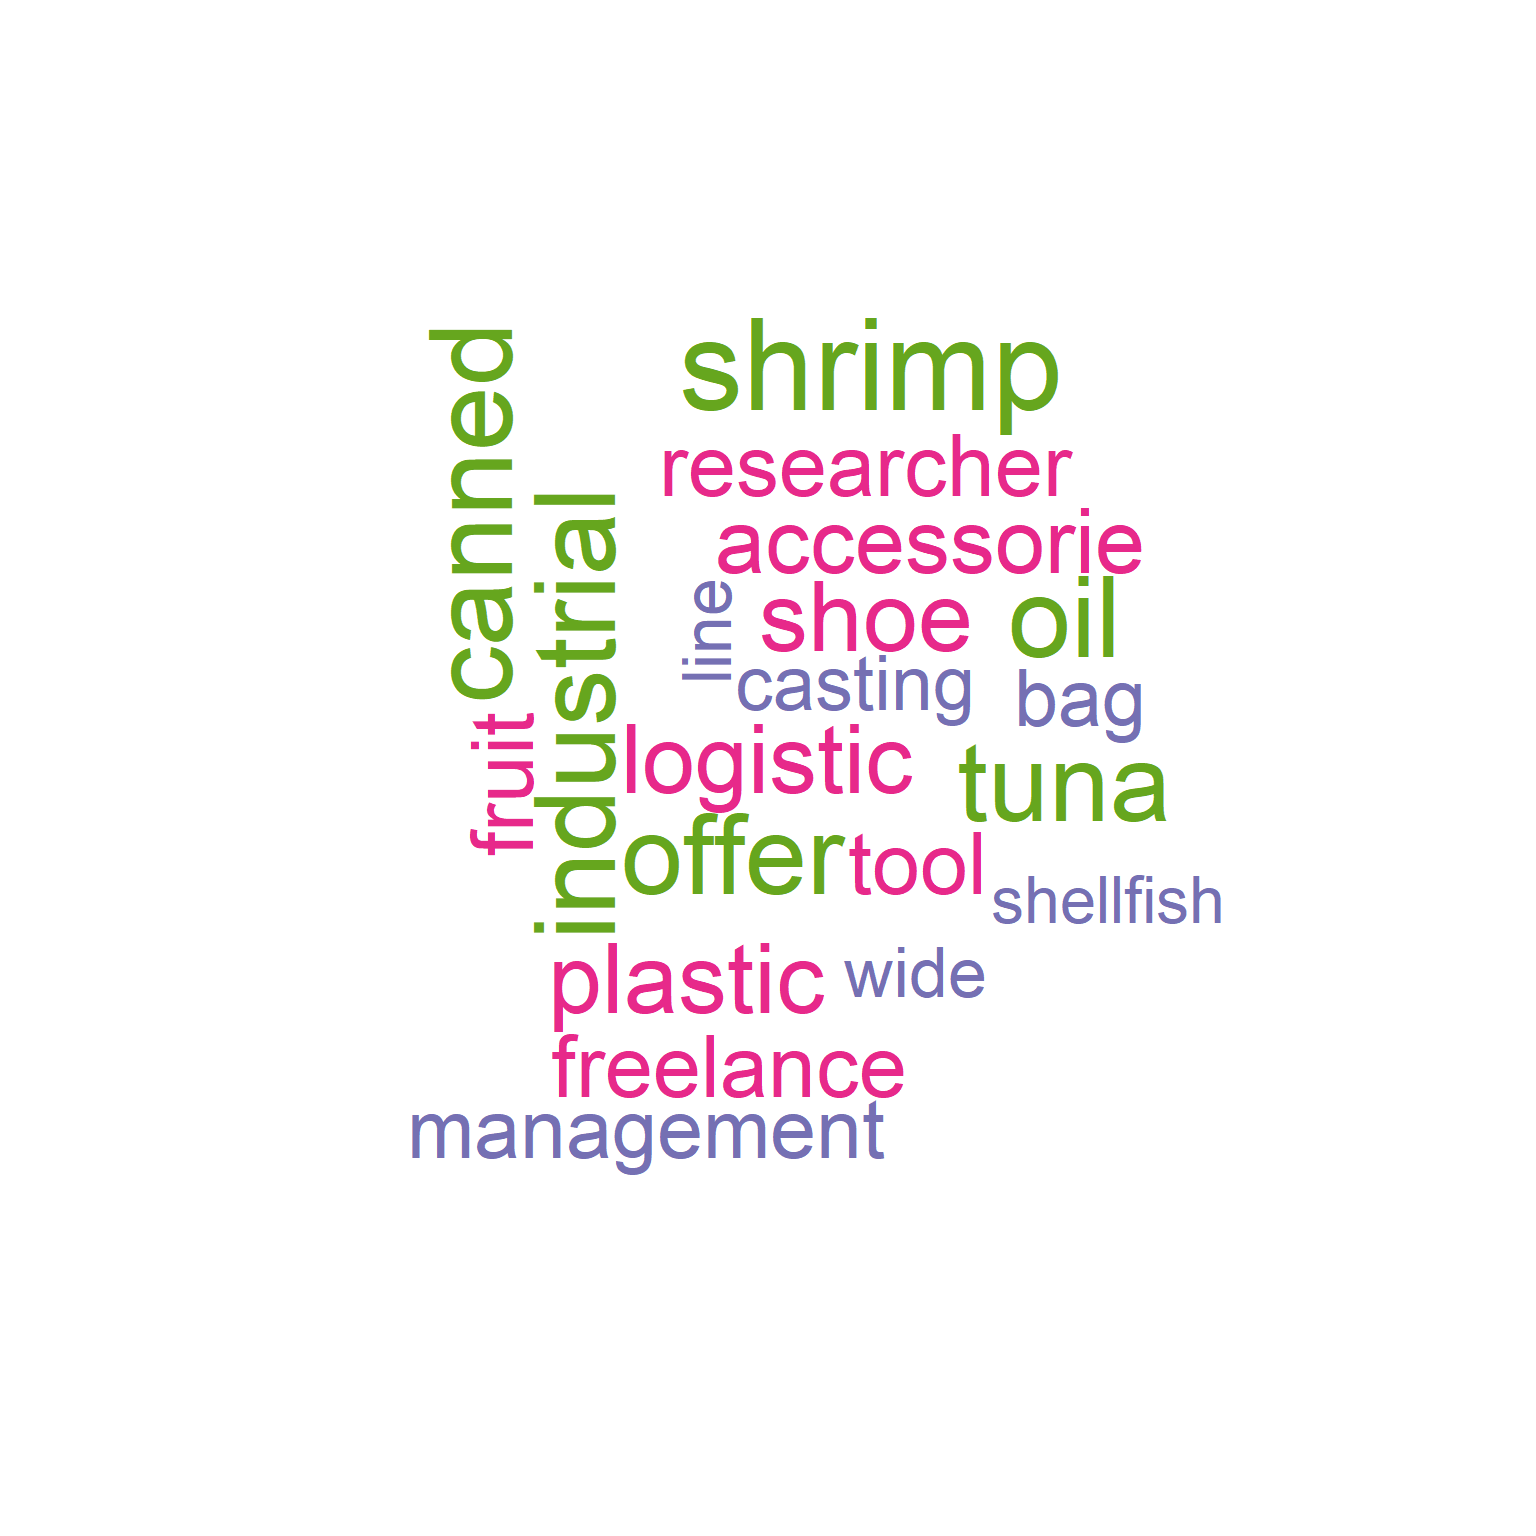 canned
shrimp
researcher
industrial
accessorie
line
shoe
oil
casting
bag
fruit
logistic
tuna
offer
tool
shellfish
plastic
wide
freelance
management